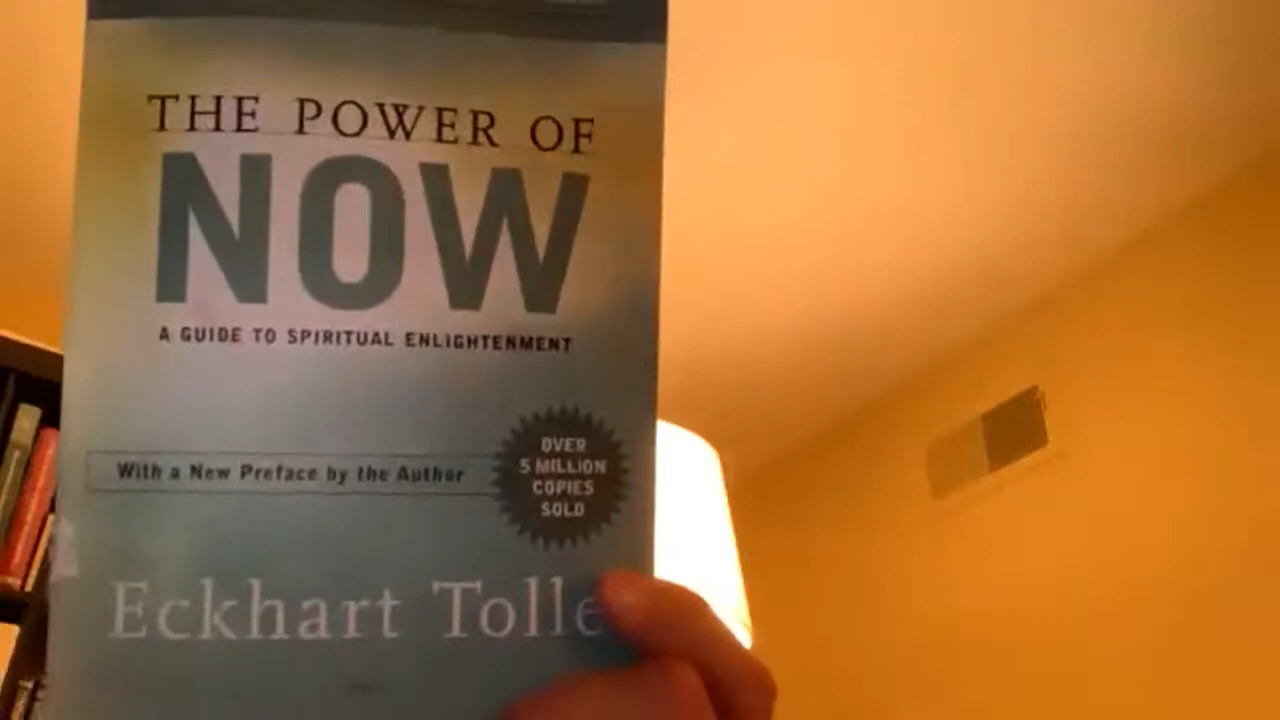 THE POWER OF
NOW
A GUIDE TO SPIRITUAL ENLIGHTENMENT
With a New Preface by the Author
OVER
5 MILLION
COPIES
SOLD
Eckhart Tolle